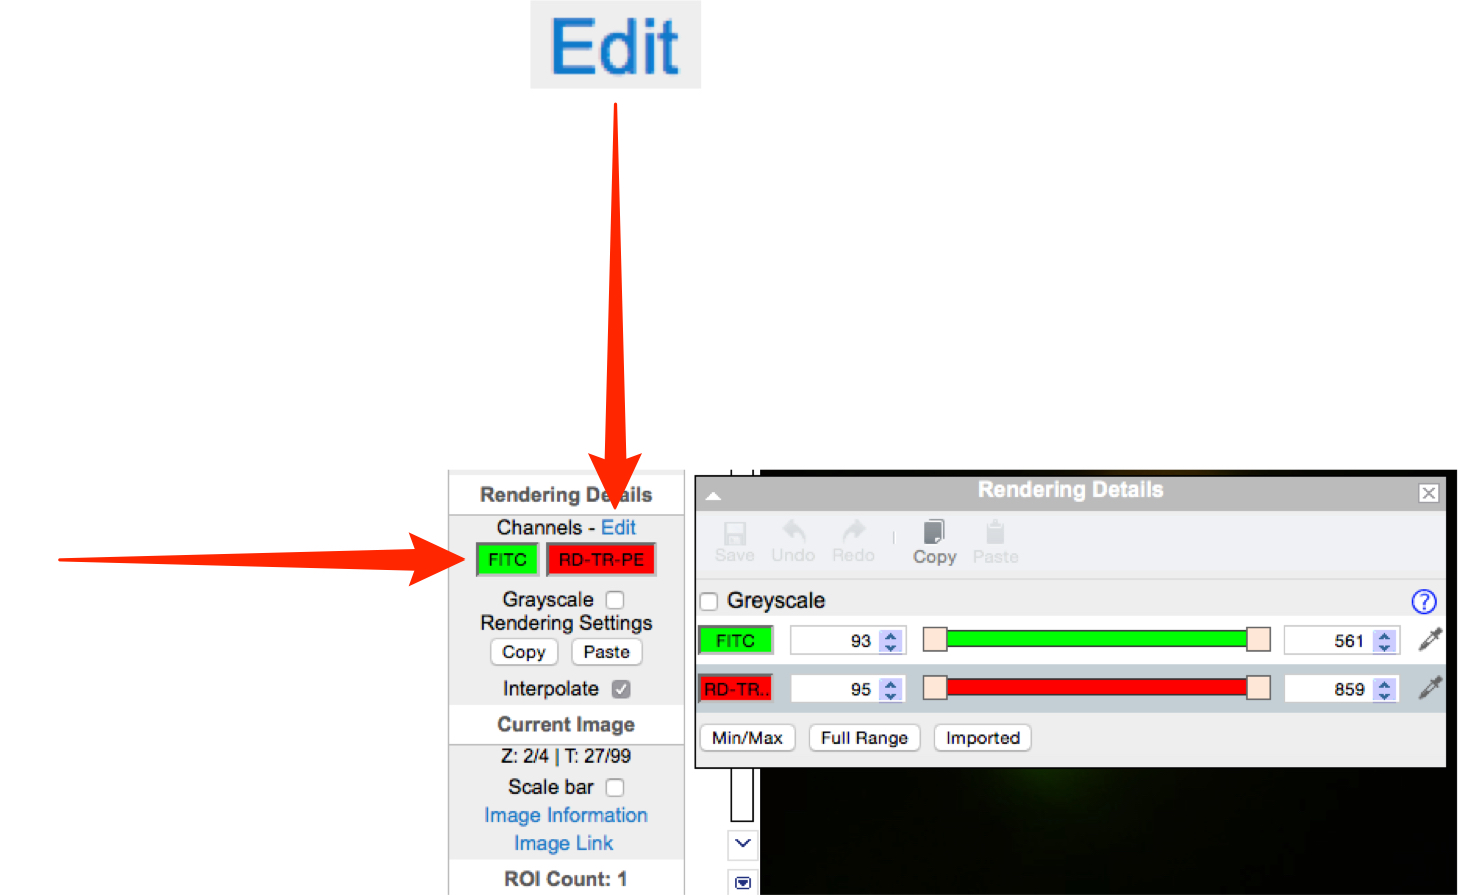 Edit
Rendering Details
Channels - Edit
FITC RD-TR-PE
Grayscale
Rendering Settings
Copy Paste
Interpolate
Current Image
Z: 2/4 | T: 27/99
Scale bar
Image Information
Image Link
ROI Count: 1
Rendering Details
Save Undo Redo Copy Paste
Greyscale ?
FITC 93 561
RD-TR.. 95 859
Min/Max Full Range Imported